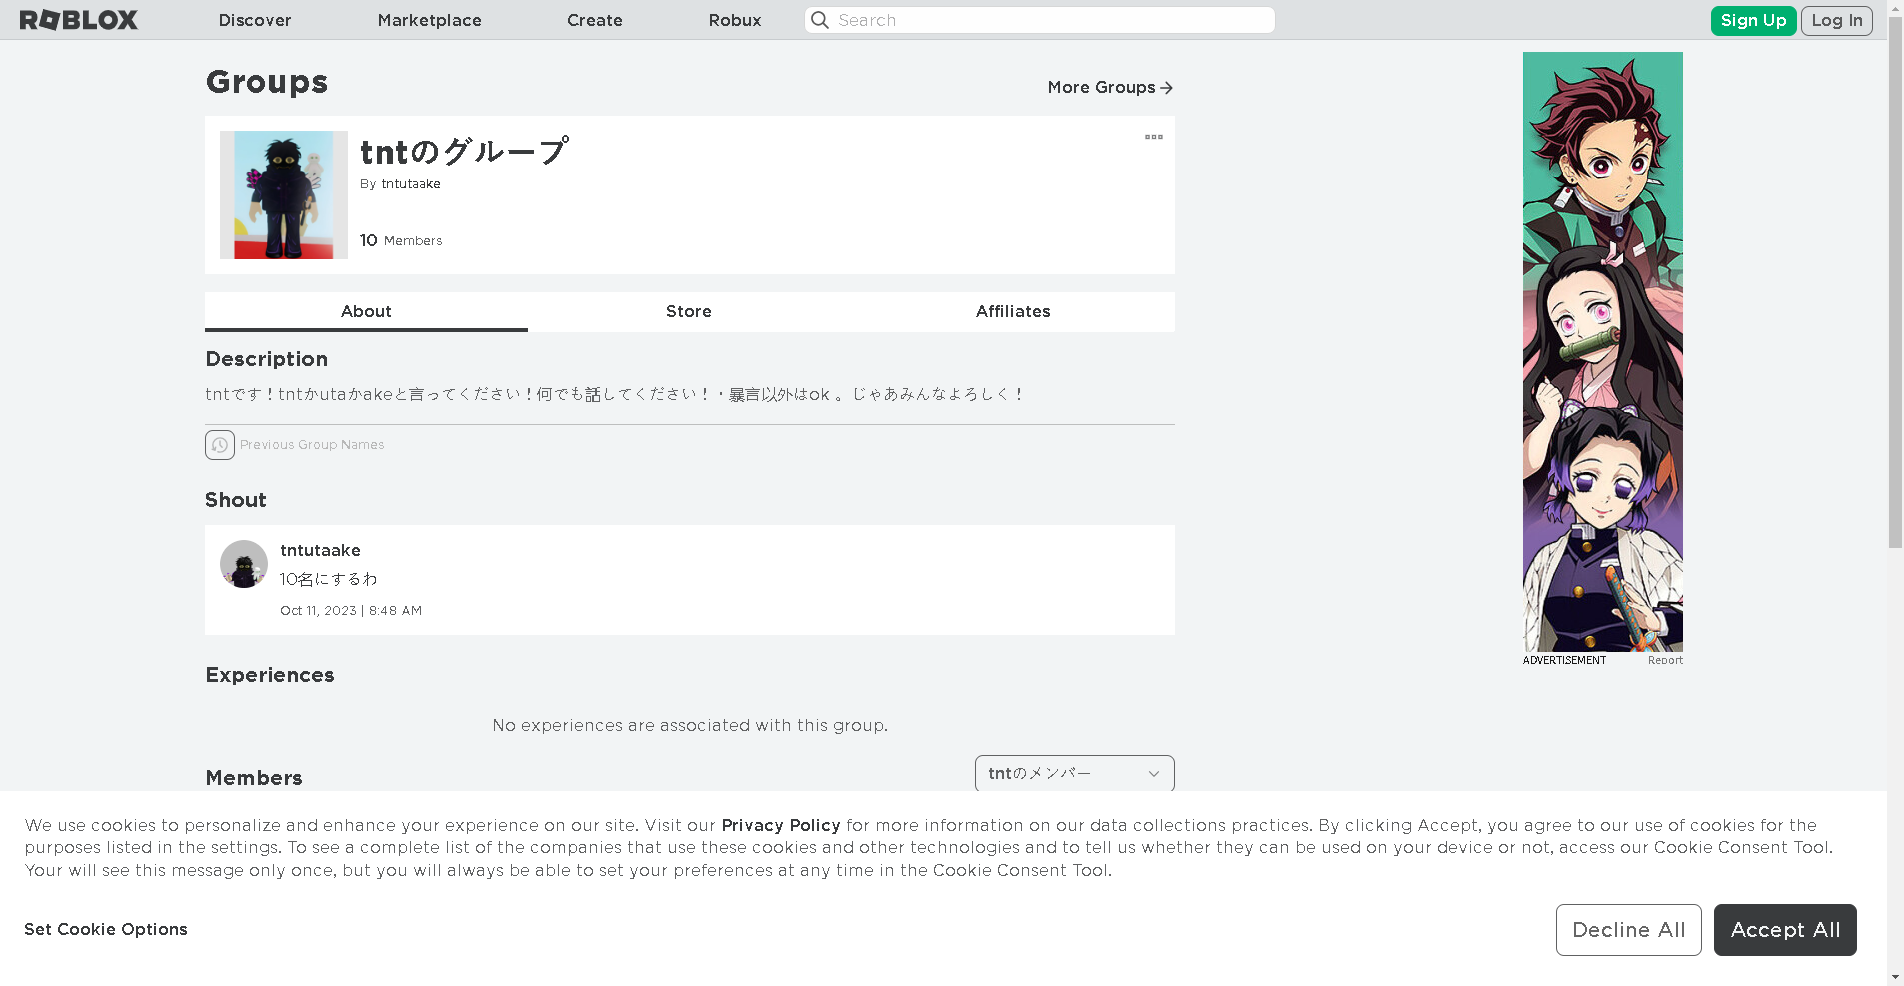 ROBLOX
Discover
Marketplace
Create
Robux
Search
Sign Up
Log In
Groups
More Groups
tntのグループ
By tntutaake
10 Members
About
Store
Affiliates
Description
tntです！tntかutaかakeと言ってください！何でも話してください！・暴言以外はok 。じゃあみんなよろしく！
Previous Group Names
Shout
tntutaake
10名にするわ
Oct 11, 2023 | 8:48 AM
Experiences
No experiences are associated with this group.
Members
tntのメンバー
ADVERTISEMENT
Report
We use cookies to personalize and enhance your experience on our site. Visit our Privacy Policy for more information on our data collections practices. By clicking Accept, you agree to our use of cookies for the
purposes listed in the settings. To see a complete list of the companies that use these cookies and other technologies and to tell us whether they can be used on your device or not, access our Cookie Consent Tool.
Your will see this message only once, but you will always be able to set your preferences at any time in the Cookie Consent Tool.
Set Cookie Options
Decline All
Accept All